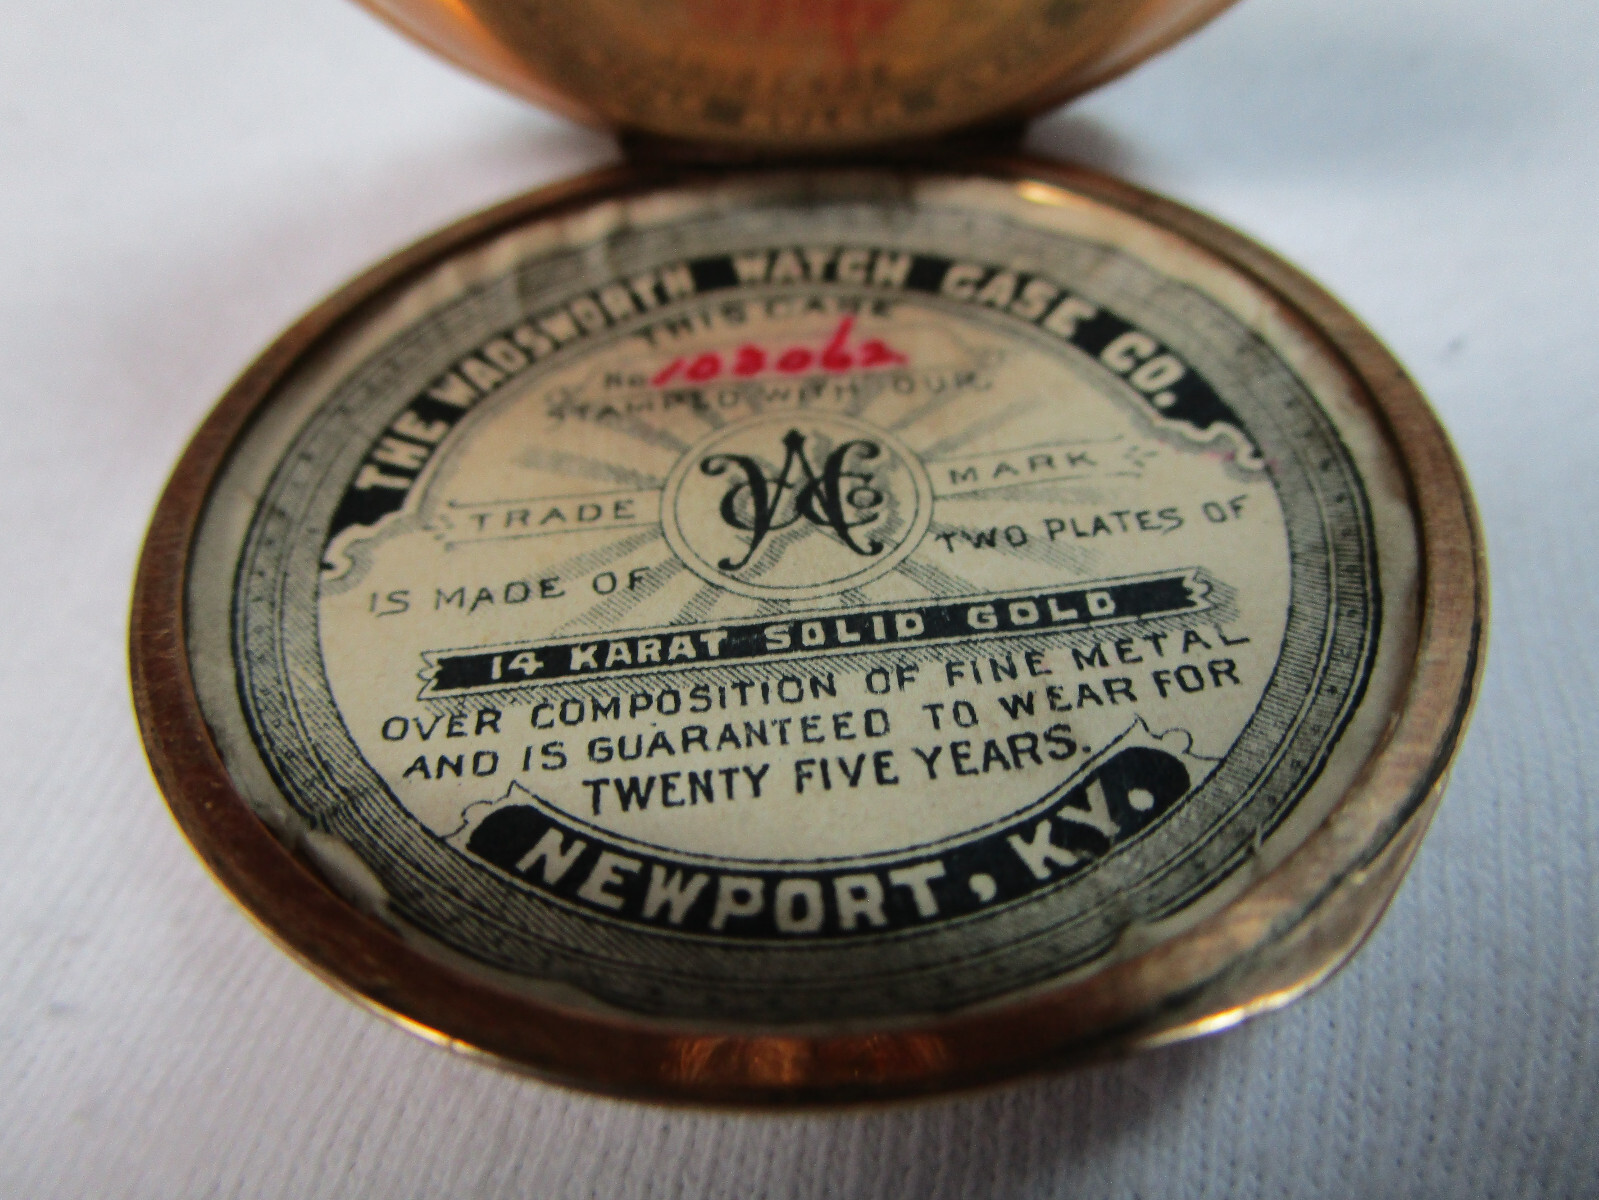 THE WADSWORTH WATCH CASE CO.
THIS CASE
No 102062
STAMPED WITH OUR
TRADE MARK
IS MADE OF TWO PLATES OF
14 KARAT SOLID GOLD
OVER COMPOSITION OF FINE METAL
AND IS GUARANTEED TO WEAR FOR
TWENTY FIVE YEARS.
NEWPORT, KY.